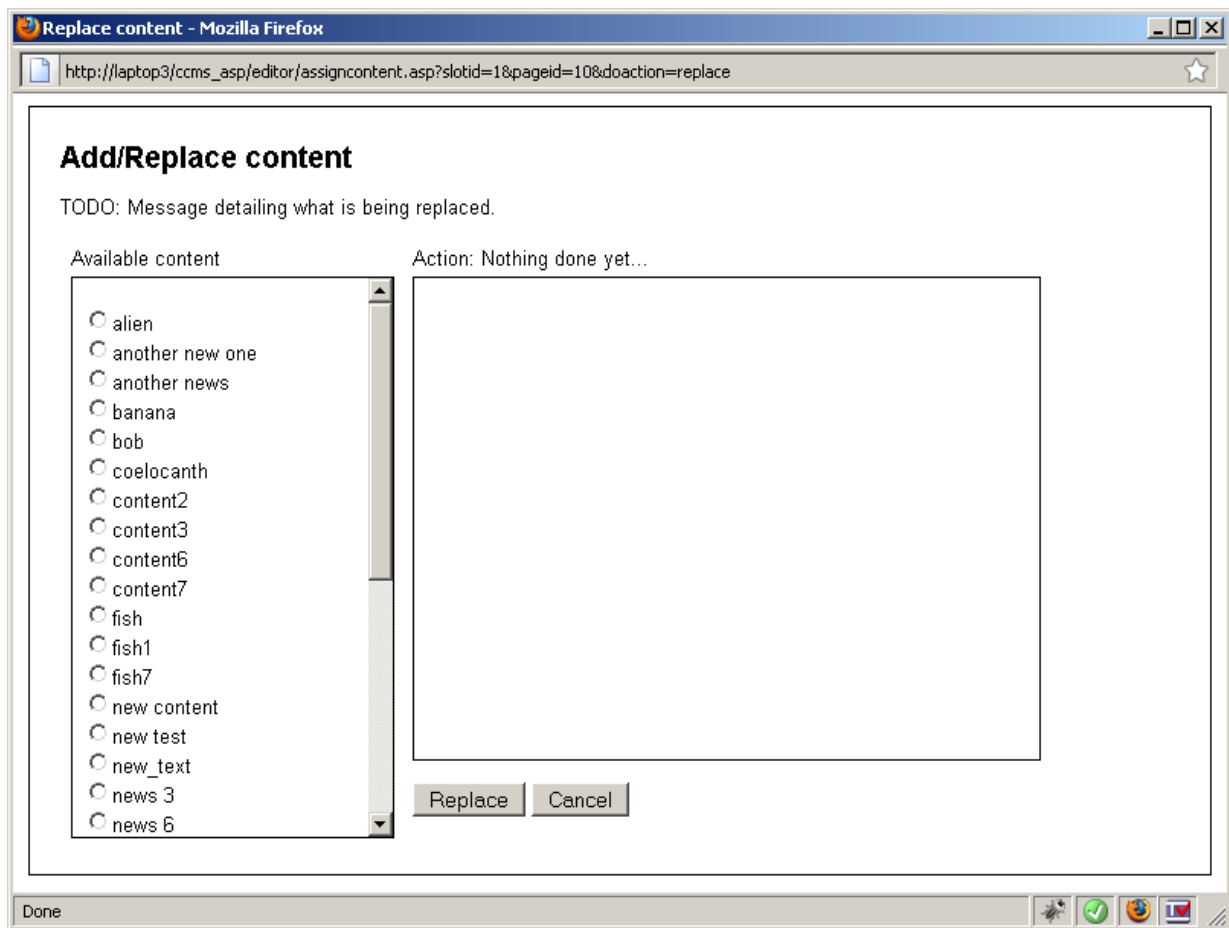 Replace content - Mozilla Firefox
http://laptop3/ccms_asp/editor/assigncontent.asp?slotid=1&pageid=10&doaction=replace
Add/Replace content
TODO: Message detailing what is being replaced.
Available content
Action: Nothing done yet...
alien
another new one
another news
banana
bob
coelocanth
content2
content3
content6
content7
fish
fish1
fish7
new content
new test
new_text
news 3
news 6
Replace
Cancel
Done